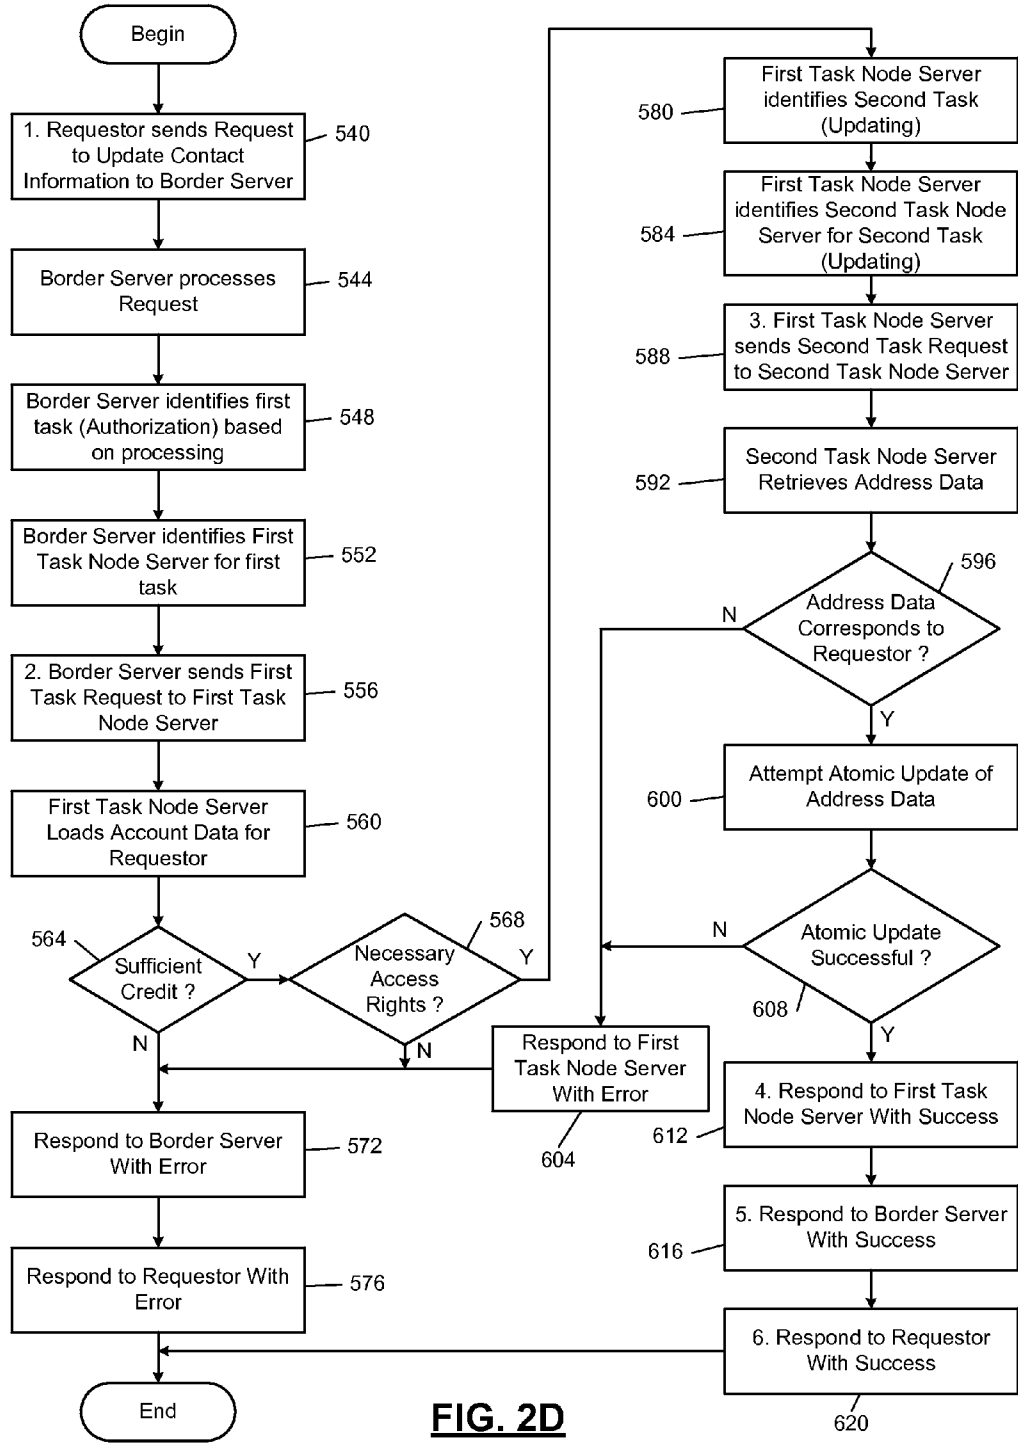 Begin
1. Requestor sends Request
to Update Contact
Information to Border Server
540
Border Server processes
Request
544
Border Server identifies first
task (Authorization) based
on processing
548
Border Server identifies First
Task Node Server for first
task
552
2. Border Server sends First
Task Request to First Task
Node Server
556
First Task Node Server
Loads Account Data for
Requestor
560
564
Sufficient
Credit ?
Y
N
568
Necessary
Access
Rights ?
Y
N
Respond to Border Server
With Error
572
Respond to Requestor With
Error
576
End
First Task Node Server
identifies Second Task
(Updating)
580
First Task Node Server
identifies Second Task Node
Server for Second Task
(Updating)
584
3. First Task Node Server
sends Second Task Request
to Second Task Node Server
588
Second Task Node Server
Retrieves Address Data
592
596
Address Data
Corresponds to
Requestor ?
N
Y
Attempt Atomic Update of
Address Data
600
Atomic Update
Successful ?
N
608
Y
Respond to First
Task Node Server
With Error
604
4. Respond to First Task
Node Server With Success
612
5. Respond to Border Server
With Success
616
6. Respond to Requestor
With Success
620
FIG. 2D